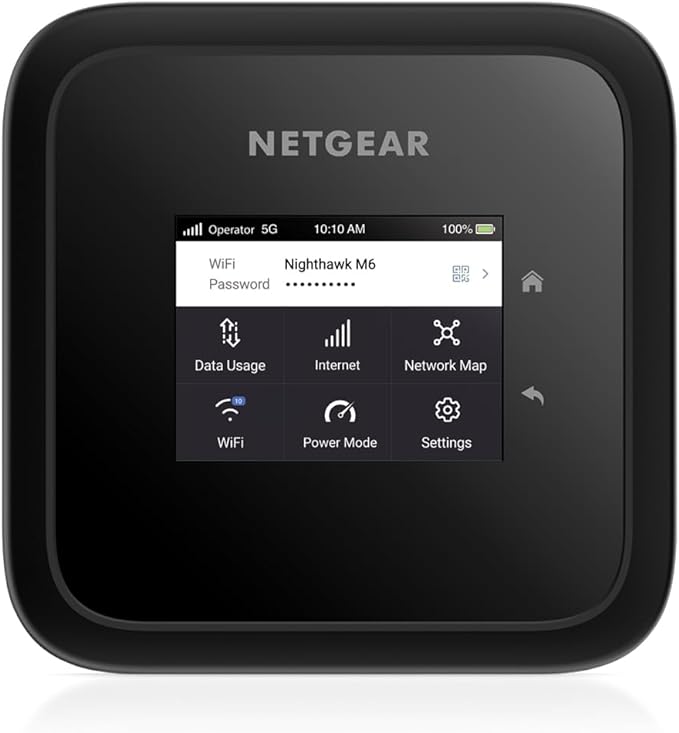 NETGEAR
Operator 5G 10:10 AM 100%
WiFi Nighthawk M6
Password ••••••••••
Data Usage Internet Network Map
10
WiFi Power Mode Settings